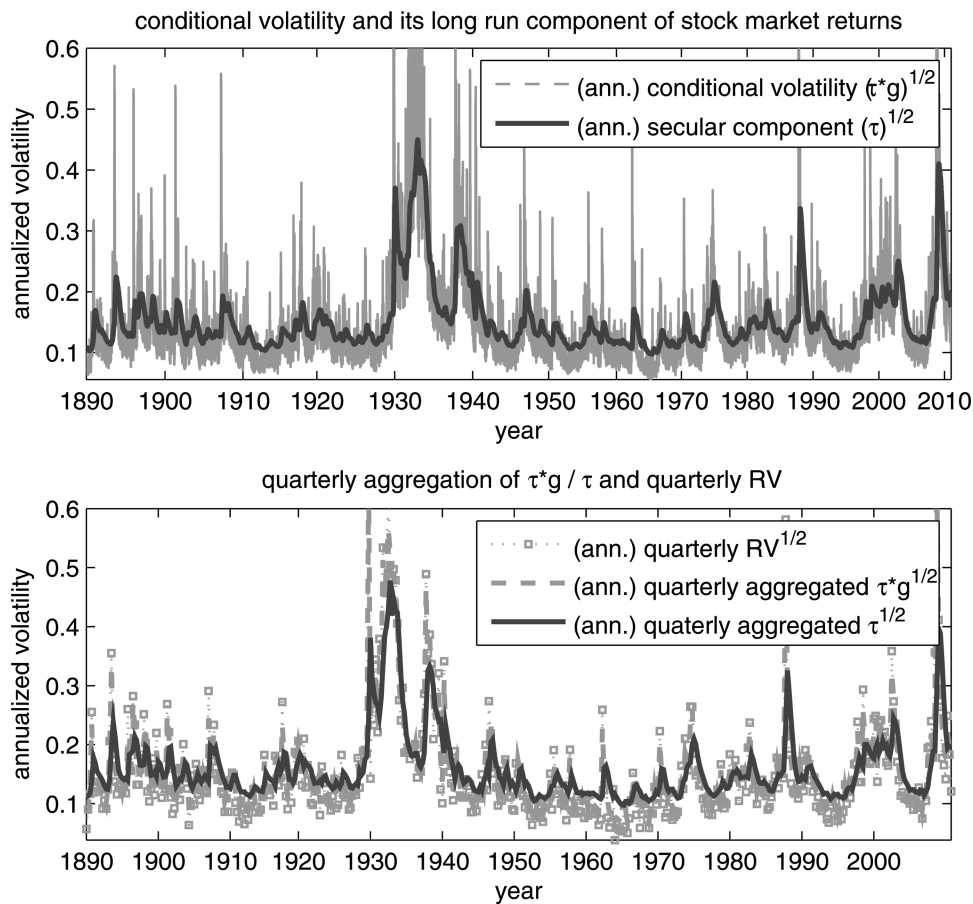 conditional volatility and its long run component of stock market returns
0.6
0.5
0.4
0.3
0.2
0.1
annualized volatility
(ann.) conditional volatility (τ*g)^1/2
(ann.) secular component (τ)^1/2
1890 1900 1910 1920 1930 1940 1950 1960 1970 1980 1990 2000 2010
year
quarterly aggregation of τ*g / τ and quarterly RV
0.6
0.5
0.4
0.3
0.2
0.1
annualized volatility
(ann.) quarterly RV^1/2
(ann.) quarterly aggregated τ*g^1/2
(ann.) quaterly aggregated τ^1/2
1890 1900 1910 1920 1930 1940 1950 1960 1970 1980 1990 2000
year